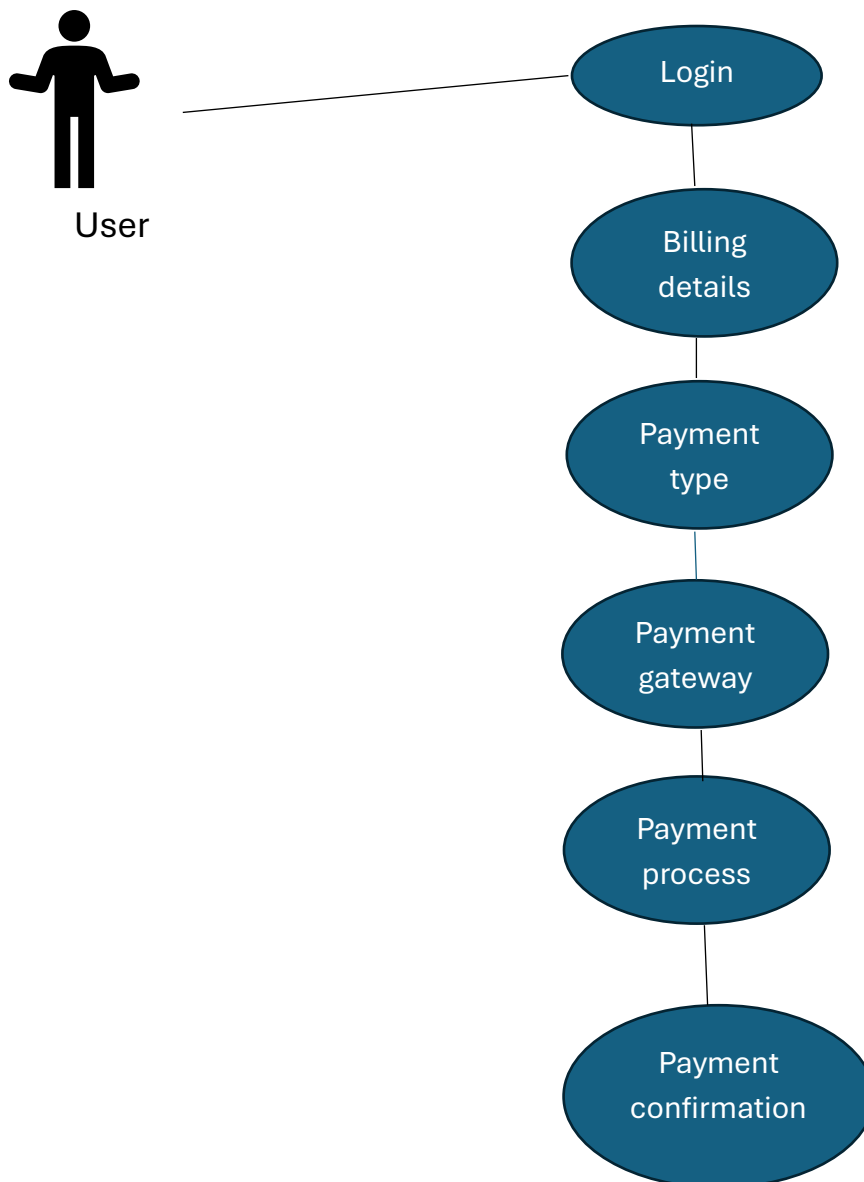 Login
User
Billing
details
Payment
type
Payment
gateway
Payment
process
Payment
confirmation